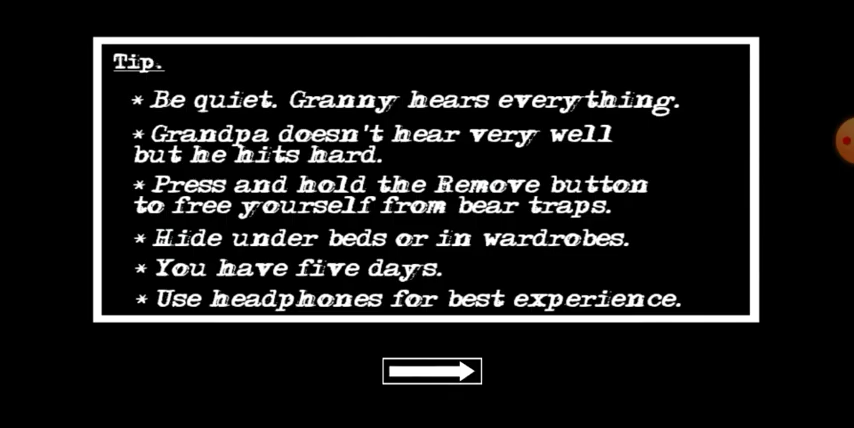 Tip.
* Be quiet. Granny hears everything.
* Grandpa doesn't hear very well
but he hits hard.
* Press and hold the Remove button
to free yourself from bear traps.
* Hide under beds or in wardrobes.
* You have five days.
* Use headphones for best experience.